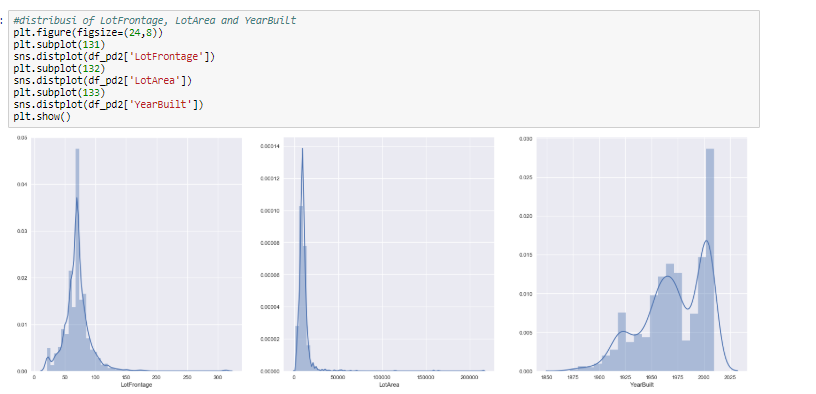 :
#distribusi of LotFrontage, LotArea and YearBuilt
plt.figure(figsize=(24,8))
plt.subplot(131)
sns.distplot(df_pd2['LotFrontage'])
plt.subplot(132)
sns.distplot(df_pd2['LotArea'])
plt.subplot(133)
sns.distplot(df_pd2['YearBuilt'])
plt.show()
0.05
0.04
0.03
0.02
0.01
0.00
0 50 100 150 200 250 300
LotFrontage
0.00014
0.00012
0.00010
0.00008
0.00006
0.00004
0.00002
0.00000
0 50000 100000 150000 200000
LotArea
0.030
0.025
0.020
0.015
0.010
0.005
0.000
1850 1875 1900 1925 1950 1975 2000 2025
YearBuilt